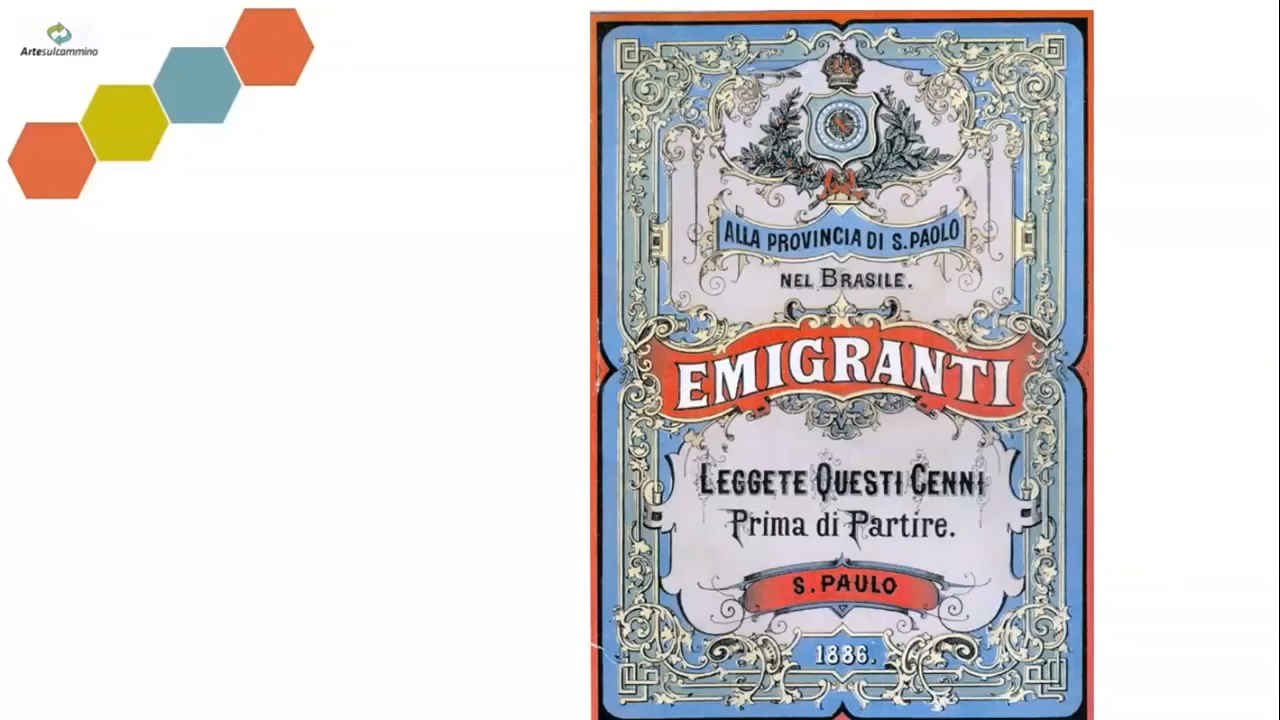 Artesulcammino
ALLA PROVINCIA DI S.PAOLO
NEL BRASILE.
EMIGRANTI
LEGGETE QUESTI CENNI
Prima di Partire.
S. PAULO
1886.